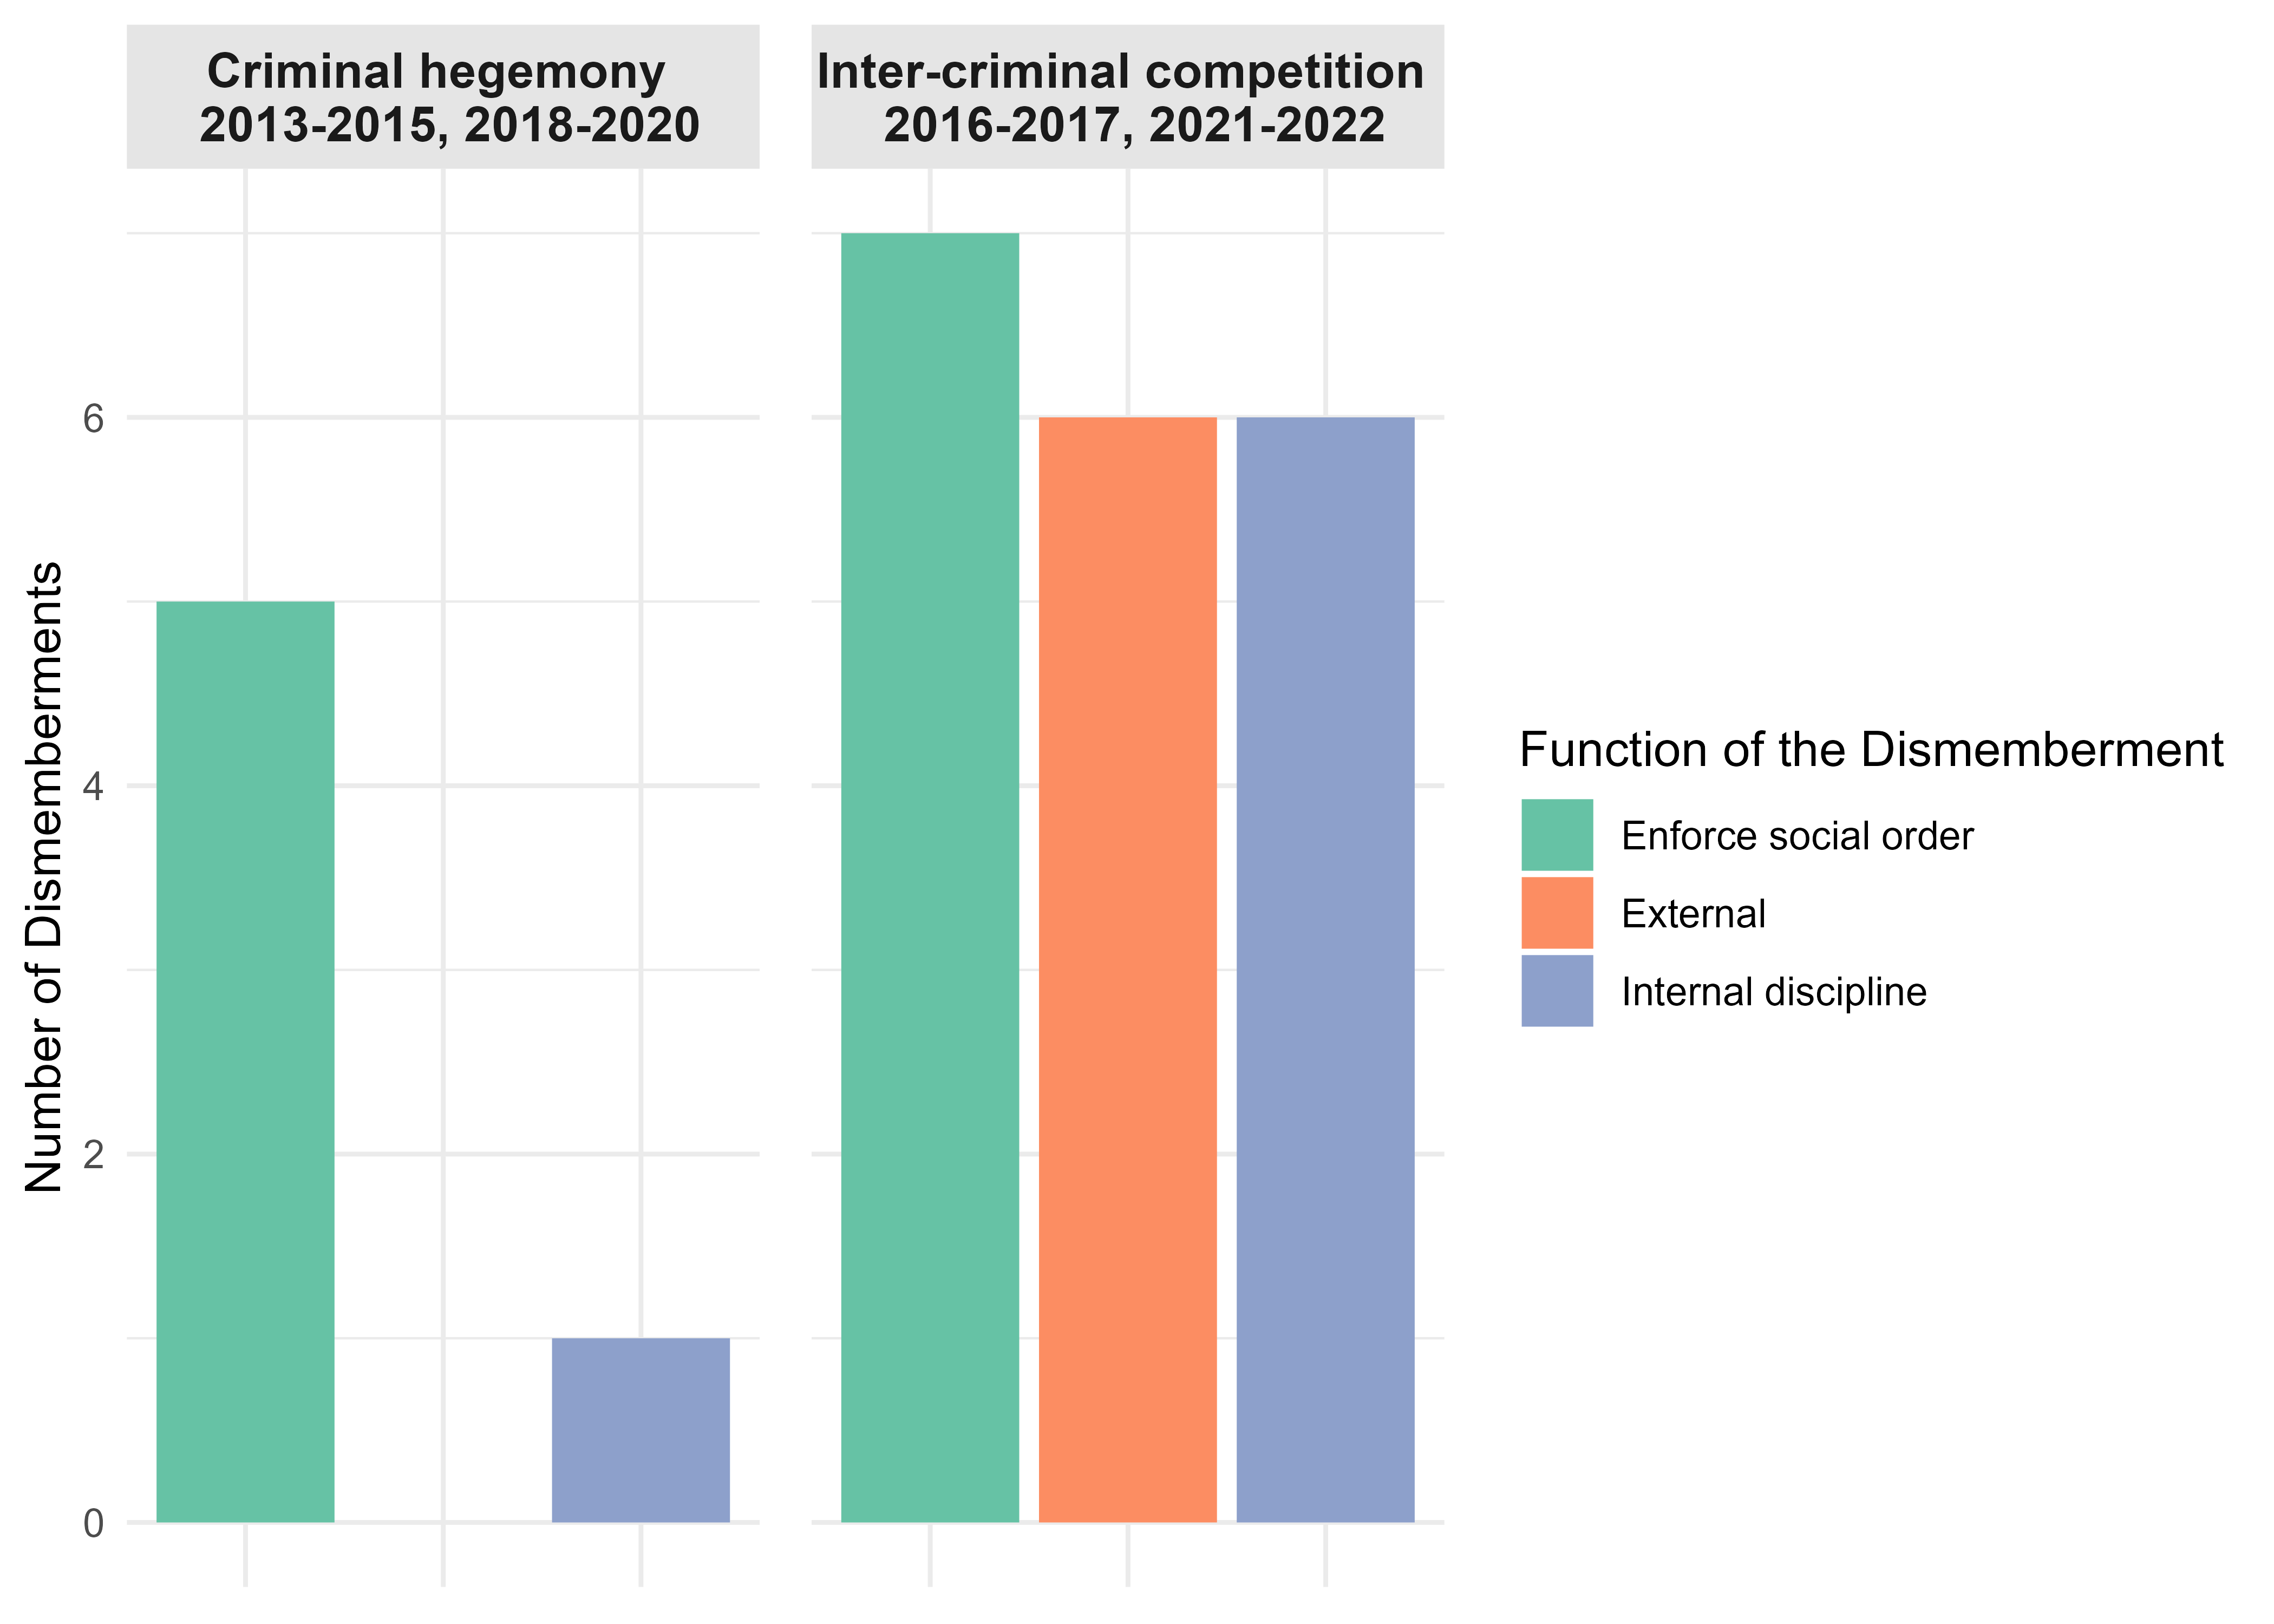 Criminal hegemony
2013-2015, 2018-2020
Inter-criminal competition
2016-2017, 2021-2022
Number of Dismemberments
6
4
2
0
Function of the Dismemberment
Enforce social order
External
Internal discipline